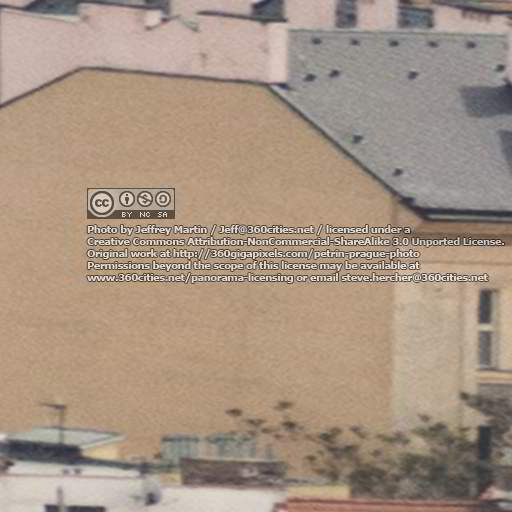 cc
BY NC SA
Photo by Jeffrey Martin / Jeff@360cities.net / licensed under a
Creative Commons Attribution-NonCommercial-ShareAlike 3.0 Unported License.
Original work at http://360gigapixels.com/petrin-prague-photo
Permissions beyond the scope of this license may be available at
www.360cities.net/panorama-licensing or email steve.hercher@360cities.net